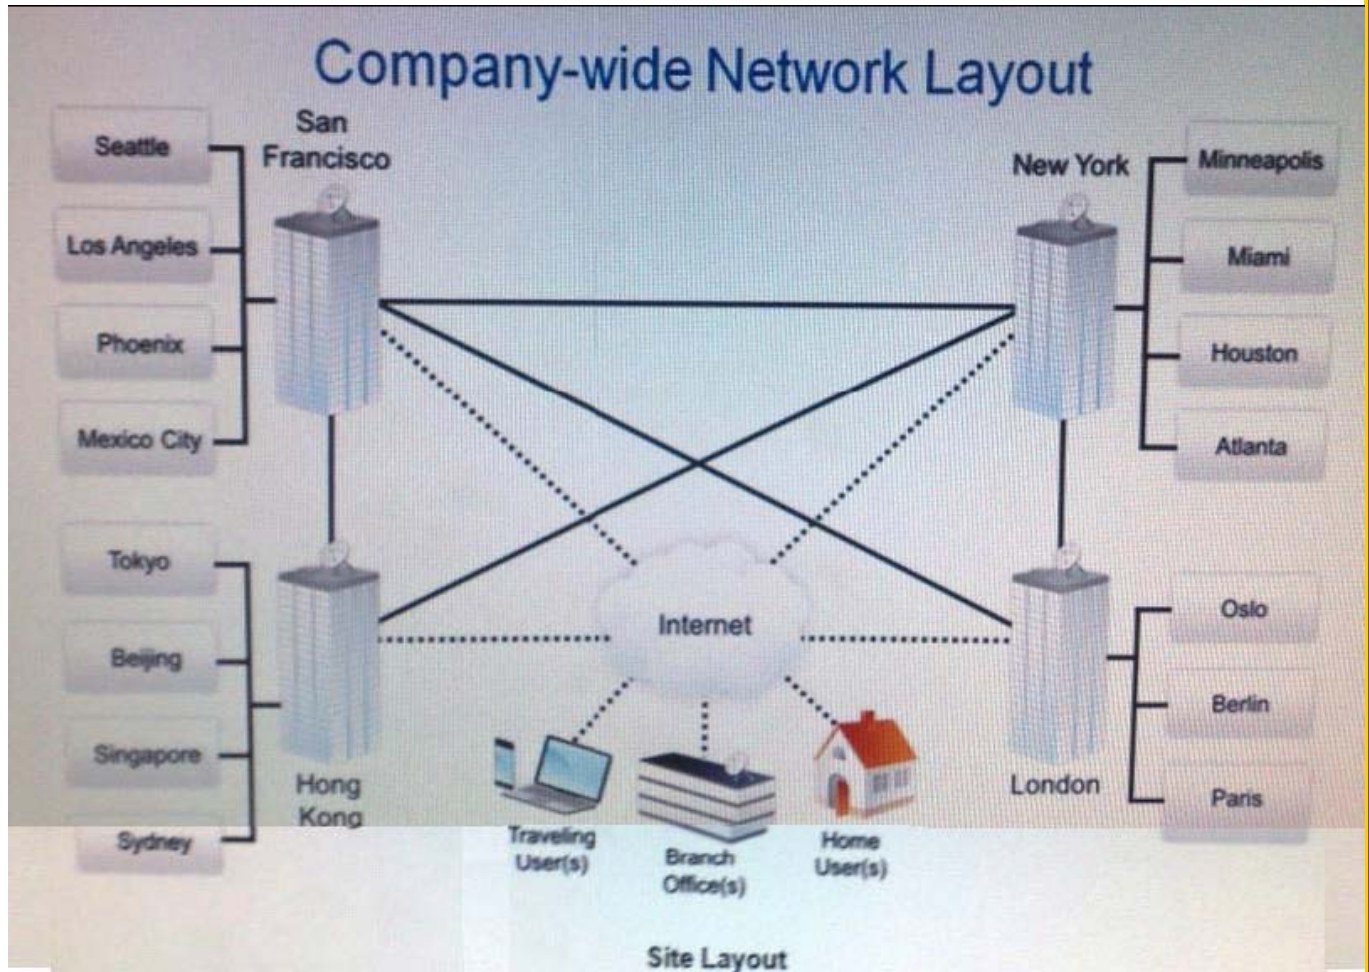 Company-wide Network Layout
Seattle
Los Angeles
Phoenix
Mexico City
San
Francisco
New York
Minneapolis
Miami
Houston
Atlanta
Tokyo
Beijing
Singapore
Sydney
Hong
Kong
Internet
Traveling
User(s)
Branch
Office(s)
Home
User(s)
London
Oslo
Berlin
Paris
Site Layout